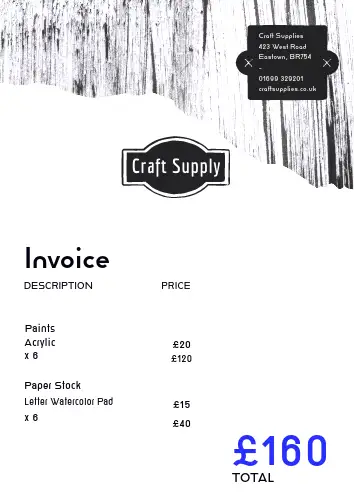 Craft Supplies
423 West Road
Eastown, BR754
-
01699 329201
craftsupplies.co.uk
Craft Supply
Invoice
DESCRIPTION PRICE
Paints
Acrylic £20
x 6 £120
Paper Stock
Letter Watercolor Pad £15
x 6 £40
£160
TOTAL